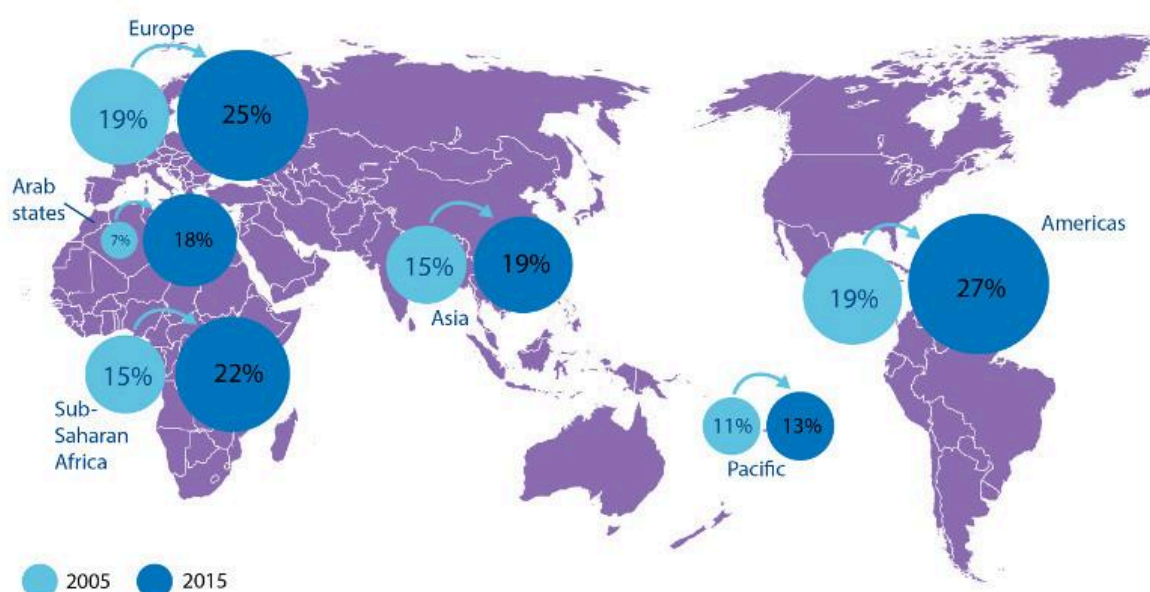 Europe
19%
25%
Arab
states
7%
18%
15%
19%
Asia
Americas
19%
27%
15%
22%
Sub-
Saharan
Africa
11%
13%
Pacific
2005
2015